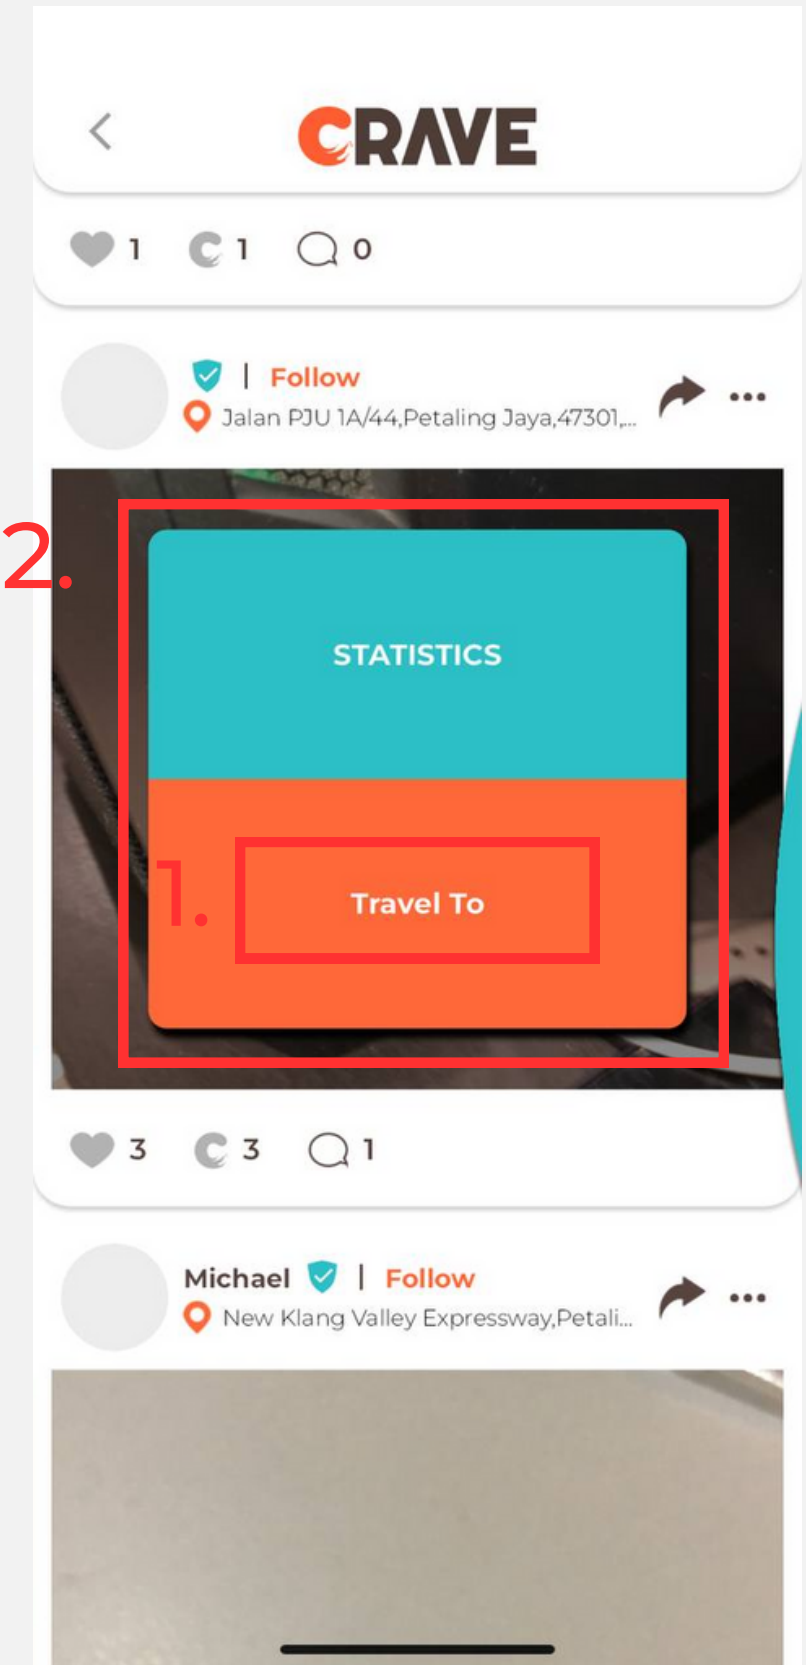 CRAVE
1 1 0
| Follow
Jalan PJU 1A/44,Petaling Jaya,47301,...
2.
STATISTICS
1.
Travel To
3 3 1
Michael | Follow
New Klang Valley Expressway,Petali...